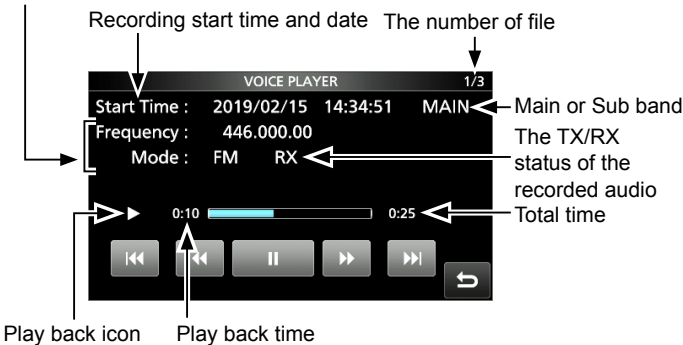 Recording start time and date
The number of file
VOICE PLAYER 1/3
Start Time : 2019/02/15 14:34:51 MAIN
Main or Sub band
Frequency : 446.000.00
Mode : FM RX
The TX/RX
status of the
recorded audio
0:10 0:25
Total time
Play back icon
Play back time